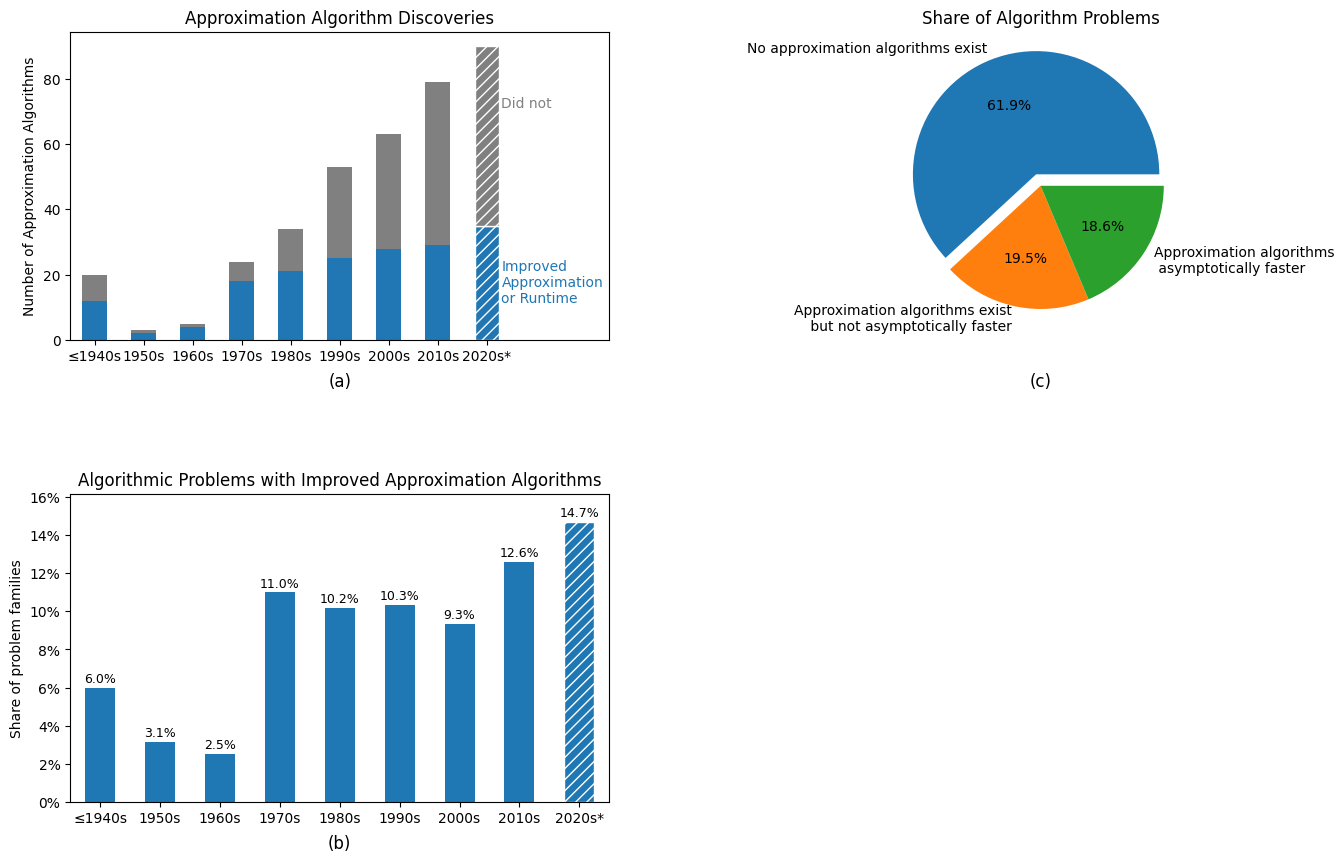 Approximation Algorithm Discoveries
Number of Approximation Algorithms
80
60
40
20
0
Did not
Improved
Approximation
or Runtime
≤1940s 1950s 1960s 1970s 1980s 1990s 2000s 2010s 2020s*
(a)
Share of Algorithm Problems
No approximation algorithms exist
61.9%
19.5%
18.6%
Approximation algorithms
asymptotically faster
Approximation algorithms exist
but not asymptotically faster
(c)
Algorithmic Problems with Improved Approximation Algorithms
Share of problem families
16%
14%
12%
10%
8%
6%
4%
2%
0%
6.0%
3.1%
2.5%
11.0%
10.2%
10.3%
9.3%
12.6%
14.7%
≤1940s 1950s 1960s 1970s 1980s 1990s 2000s 2010s 2020s*
(b)